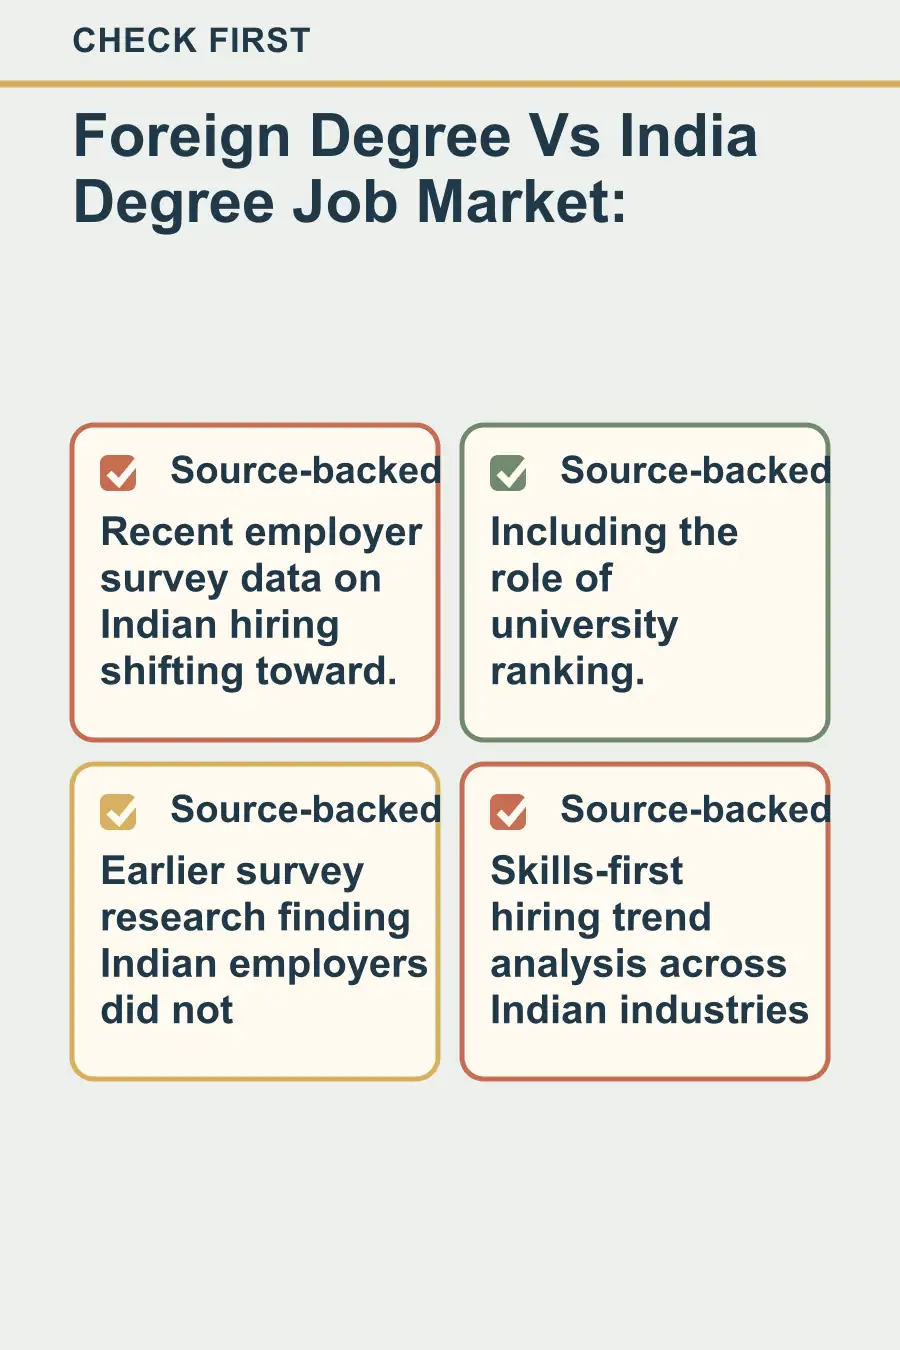 CHECK FIRST
Foreign Degree Vs India
Degree Job Market:
Source-backed
Recent employer
survey data on
Indian hiring
shifting toward.
Source-backed
Including the
role of
university
ranking.
Source-backed
Earlier survey
research finding
Indian employers
did not
Source-backed
Skills-first
hiring trend
analysis across
Indian industries